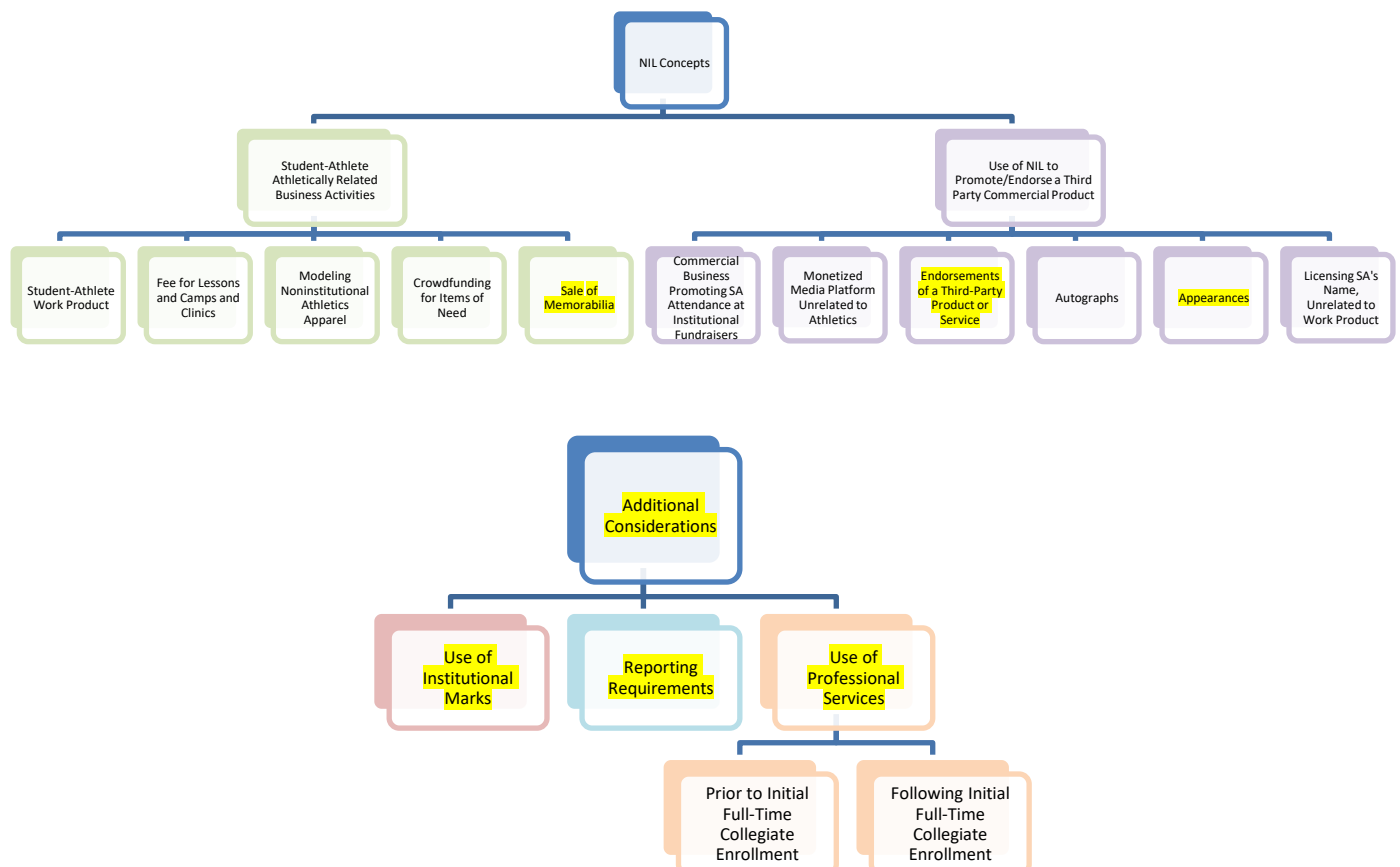 NIL Concepts
Student-Athlete
Athletically Related
Business Activities
Use of NIL to
Promote/Endorse a Third
Party Commercial Product
Student-Athlete
Work Product
Fee for Lessons
and Camps and
Clinics
Modeling
Noninstitutional
Athletics
Apparel
Crowdfunding
for Items of
Need
Sale of
Memorabilia
Commercial
Business
Promoting SA
Attendance at
Institutional
Fundraisers
Monetized
Media Platform
Unrelated to
Athletics
Endorsements
of a Third-Party
Product or
Service
Autographs
Appearances
Licensing SA's
Name,
Unrelated to
Work Product
Additional
Considerations
Use of
Institutional
Marks
Reporting
Requirements
Use of
Professional
Services
Prior to Initial
Full-Time
Collegiate
Enrollment
Following Initial
Full-Time
Collegiate
Enrollment